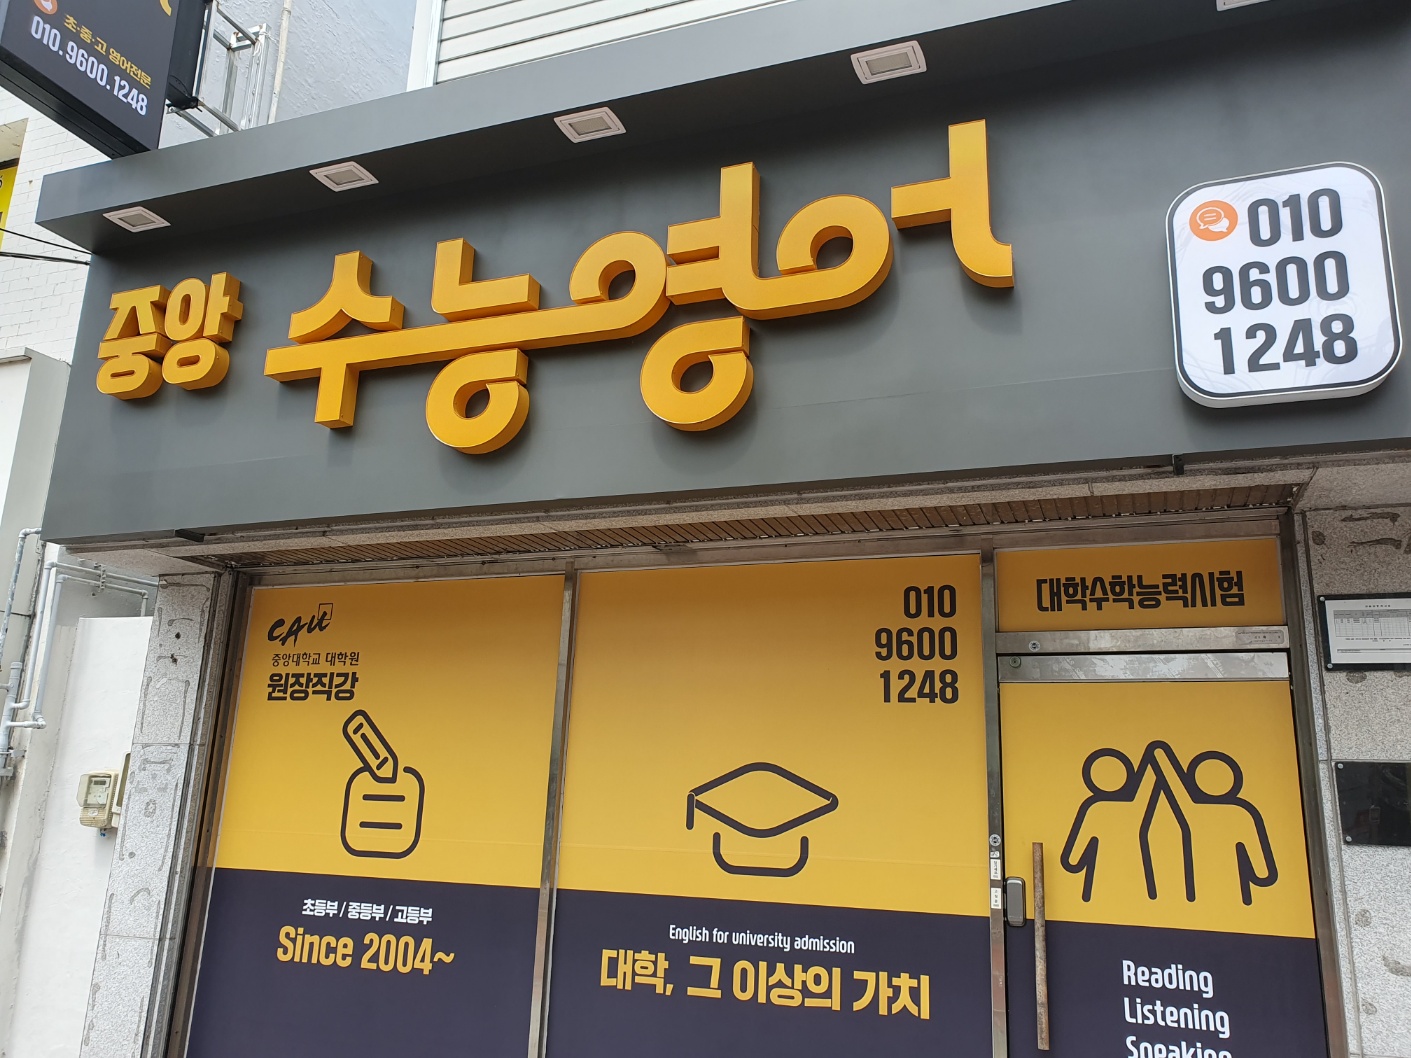 초·중·고 영어전문
010.9600.1248
중앙 수능영어
010
9600
1248
CAU
중앙대학교 대학원
원장직강
010
9600
1248
대학수학능력시험
초등부 / 중등부 / 고등부
Since 2004~
English for university admission
대학, 그 이상의 가치
Reading
Listening
Speaking